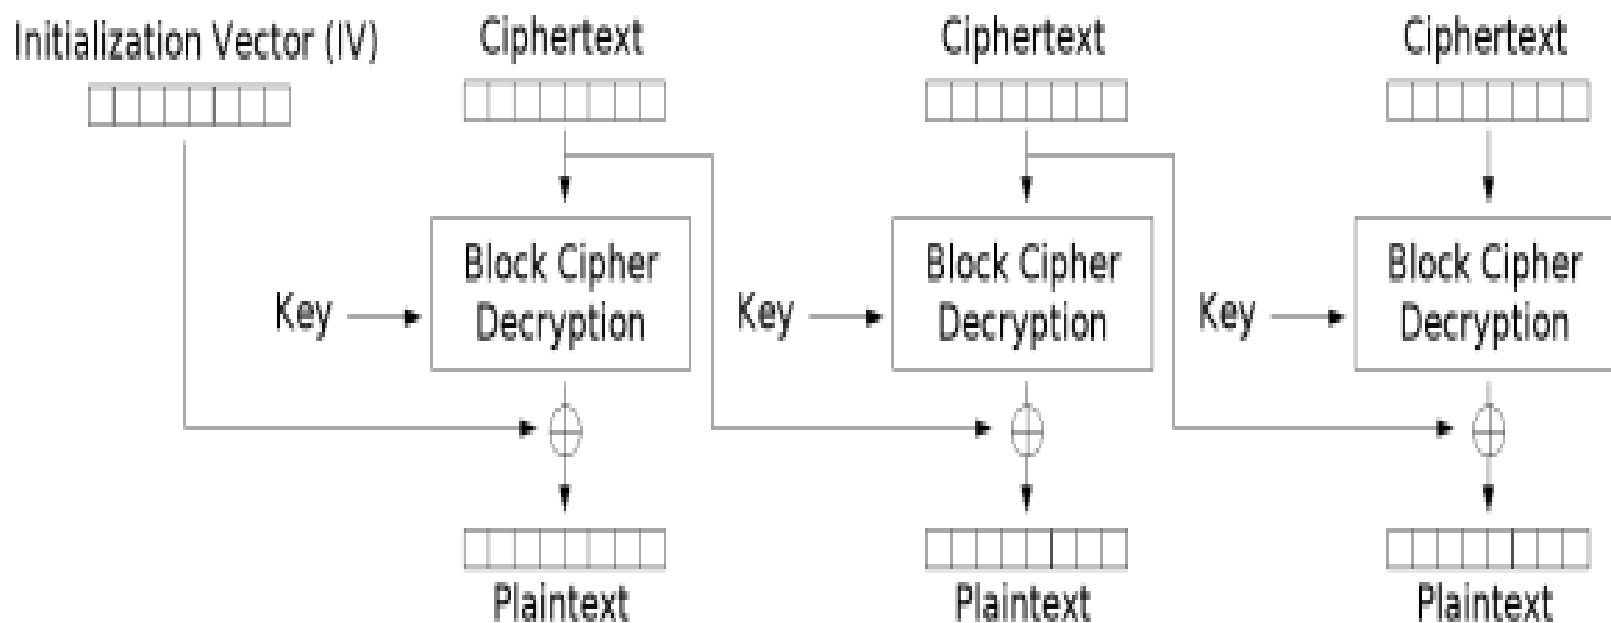 Initialization Vector (IV)
Ciphertext
Ciphertext
Ciphertext
Key
Block Cipher
Decryption
Key
Block Cipher
Decryption
Key
Block Cipher
Decryption
Plaintext
Plaintext
Plaintext